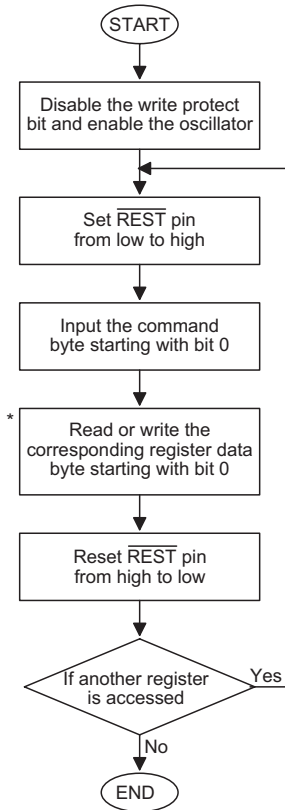 START
Disable the write protect
bit and enable the oscillator
Set REST pin
from low to high
Input the command
byte starting with bit 0
*
Read or write the
corresponding register data
byte starting with bit 0
Reset REST pin
from high to low
If another register
is accessed
Yes
No
END